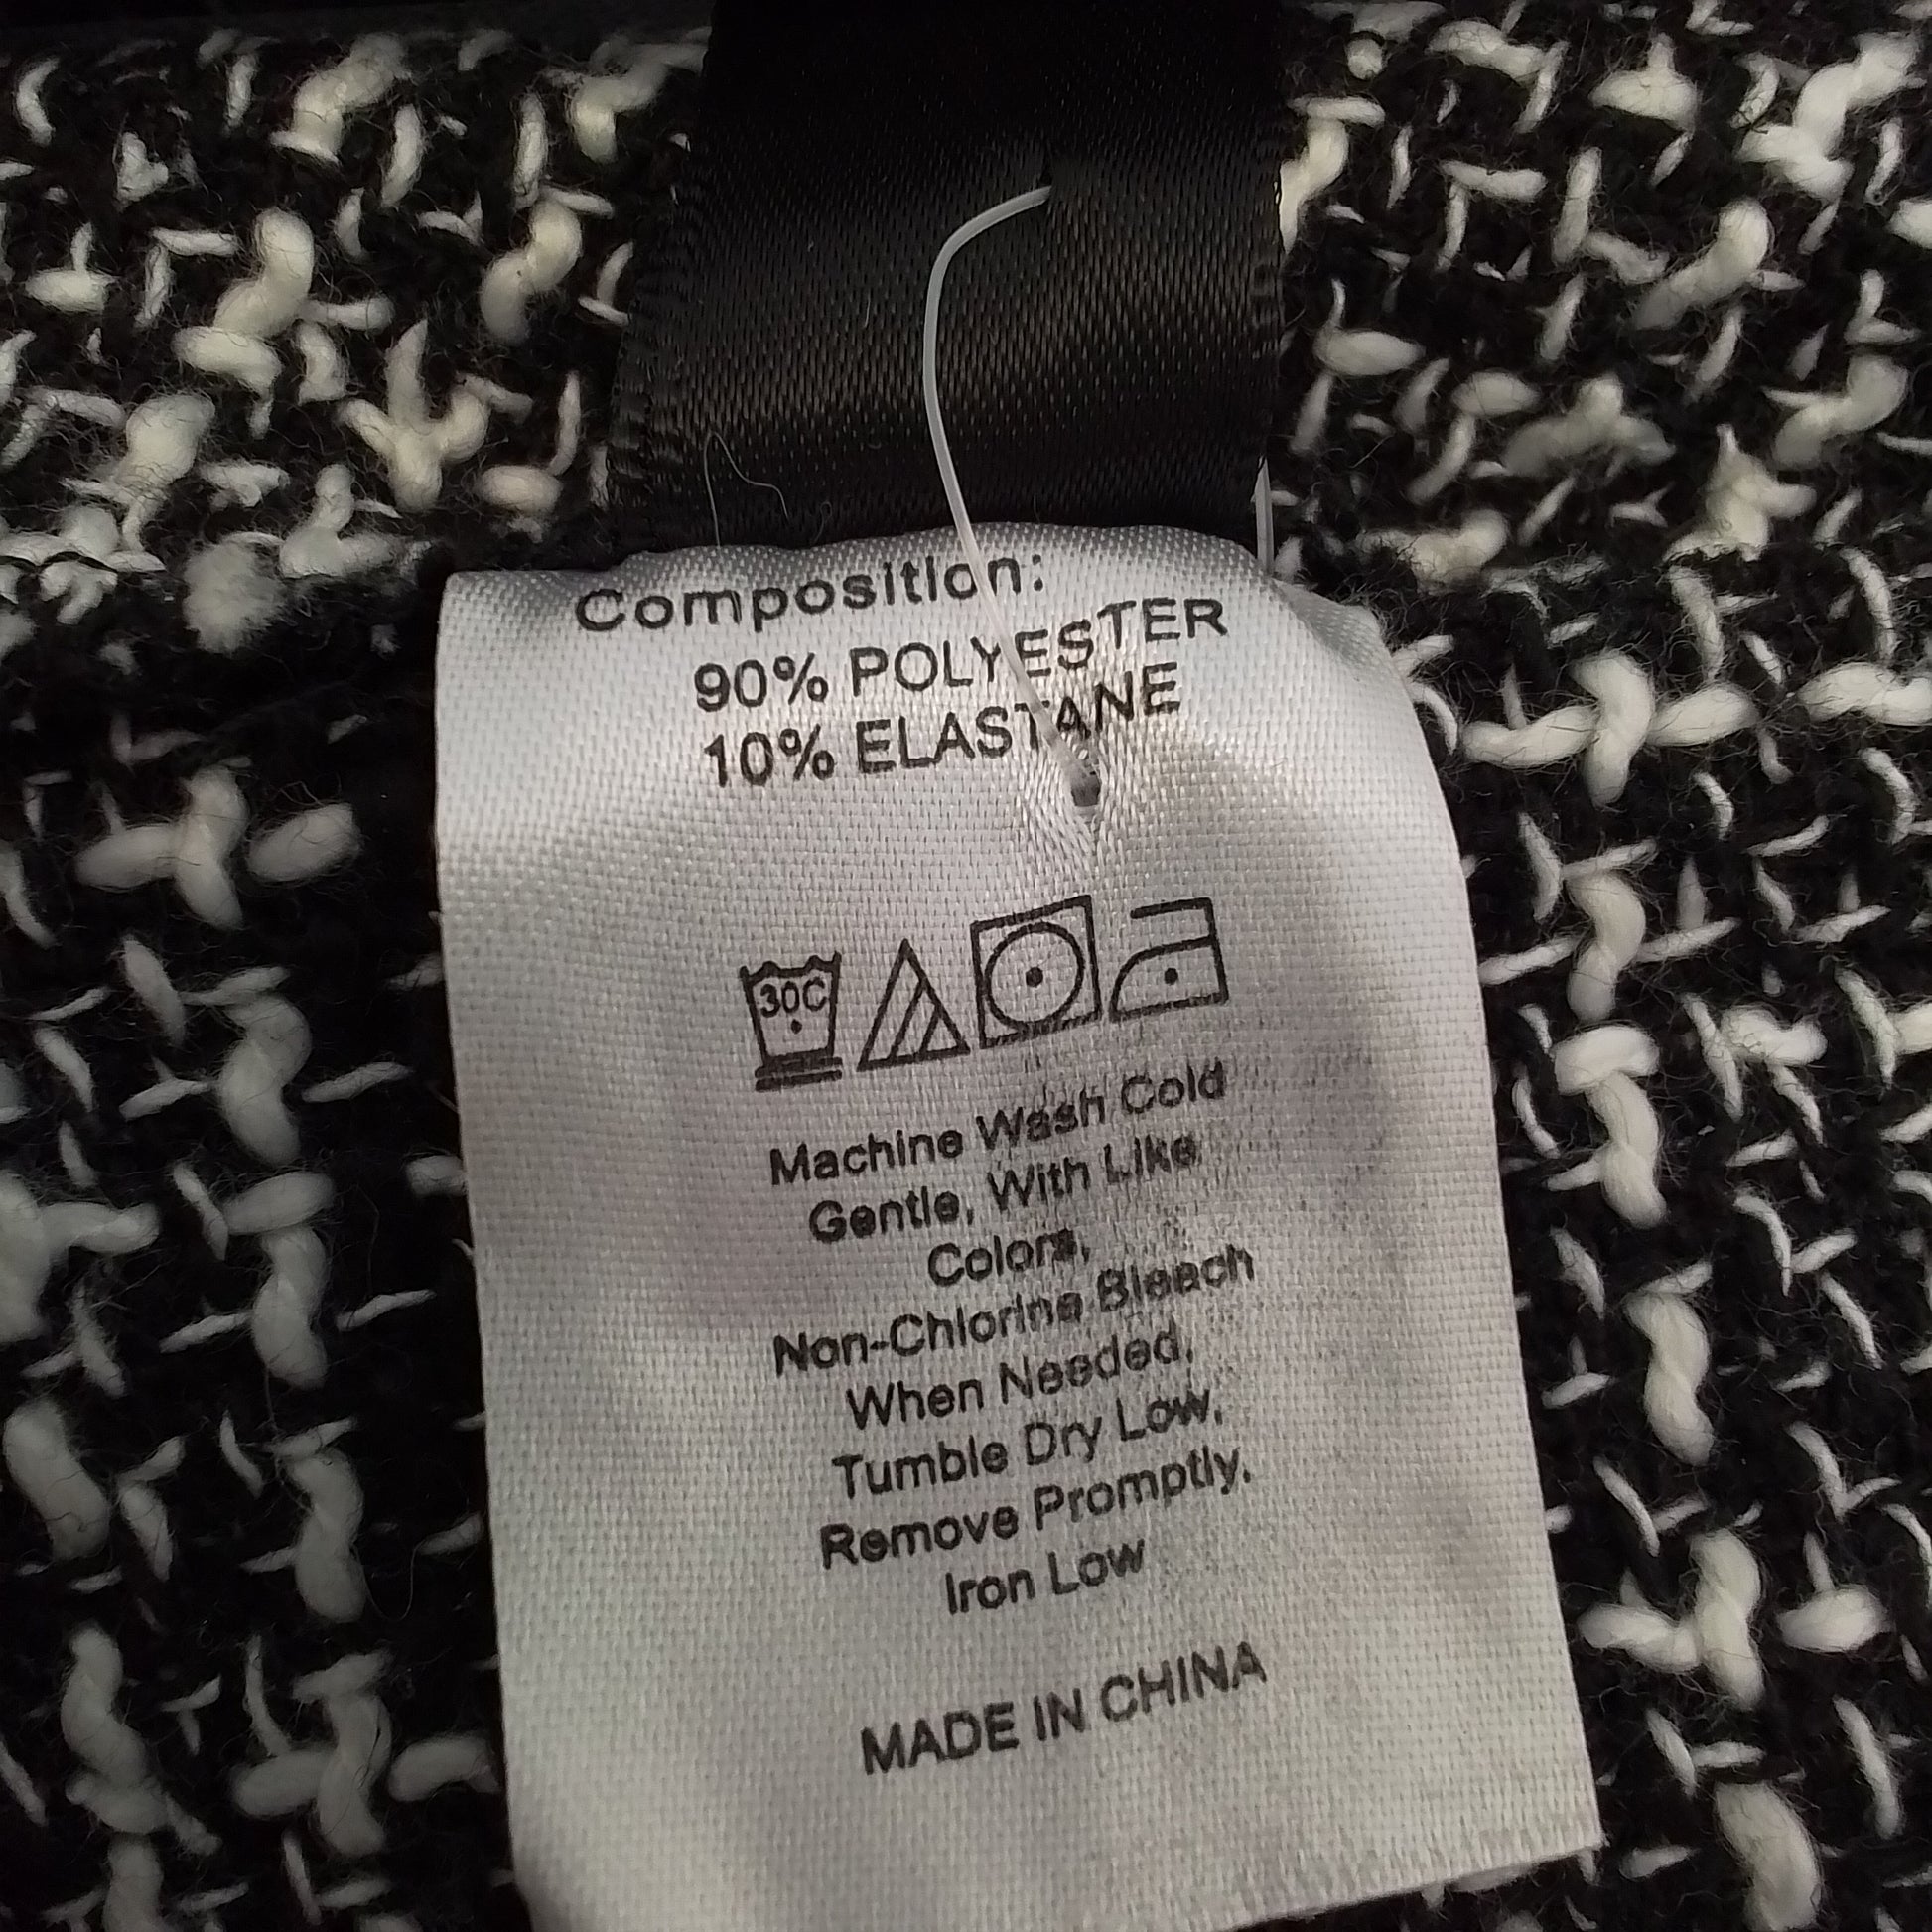 Composition:
90% POLYESTER
10% ELASTANE
30C
Machine Wash Cold
Gentle, With Like
Colors,
Non-Chlorine Bleach
When Needed,
Tumble Dry Low,
Remove Promptly,
Iron Low
MADE IN CHINA